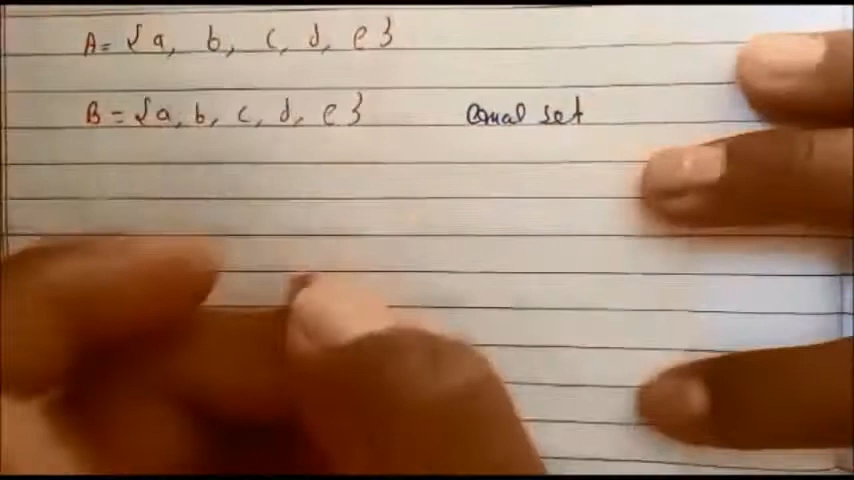 A = {a, b, c, d, e}
B = {a, b, c, d, e} Equal set